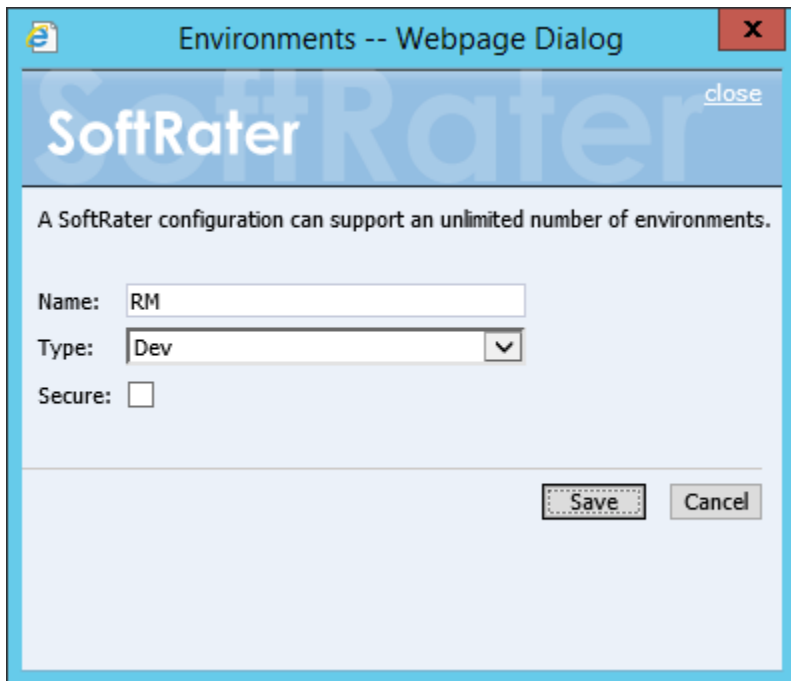 Environments -- Webpage Dialog
x
SoftRater
close
SoftRater
A SoftRater configuration can support an unlimited number of environments.
Name: RM
Type: Dev
Secure:
Save Cancel